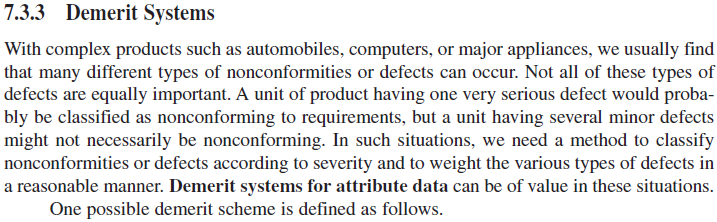 7.3.3 Demerit Systems
With complex products such as automobiles, computers, or major appliances, we usually find
that many different types of nonconformities or defects can occur. Not all of these types of
defects are equally important. A unit of product having one very serious defect would proba-
bly be classified as nonconforming to requirements, but a unit having several minor defects
might not necessarily be nonconforming. In such situations, we need a method to classify
nonconformities or defects according to severity and to weight the various types of defects in
a reasonable manner. Demerit systems for attribute data can be of value in these situations.
One possible demerit scheme is defined as follows.